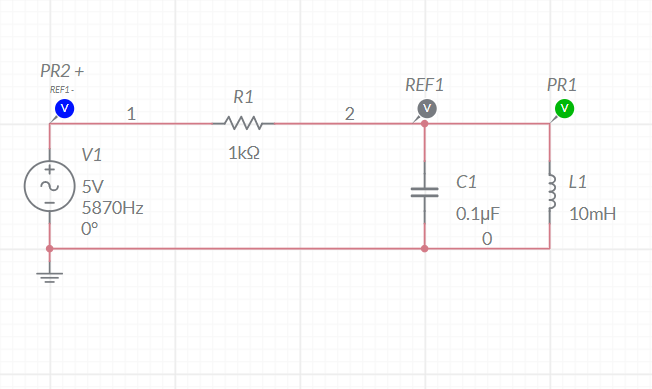 PR2 +
REF1-
V
1
R1
1kΩ
2
REF1
V
PR1
V
V1
5V
5870Hz
0°
C1
0.1µF
0
L1
10mH